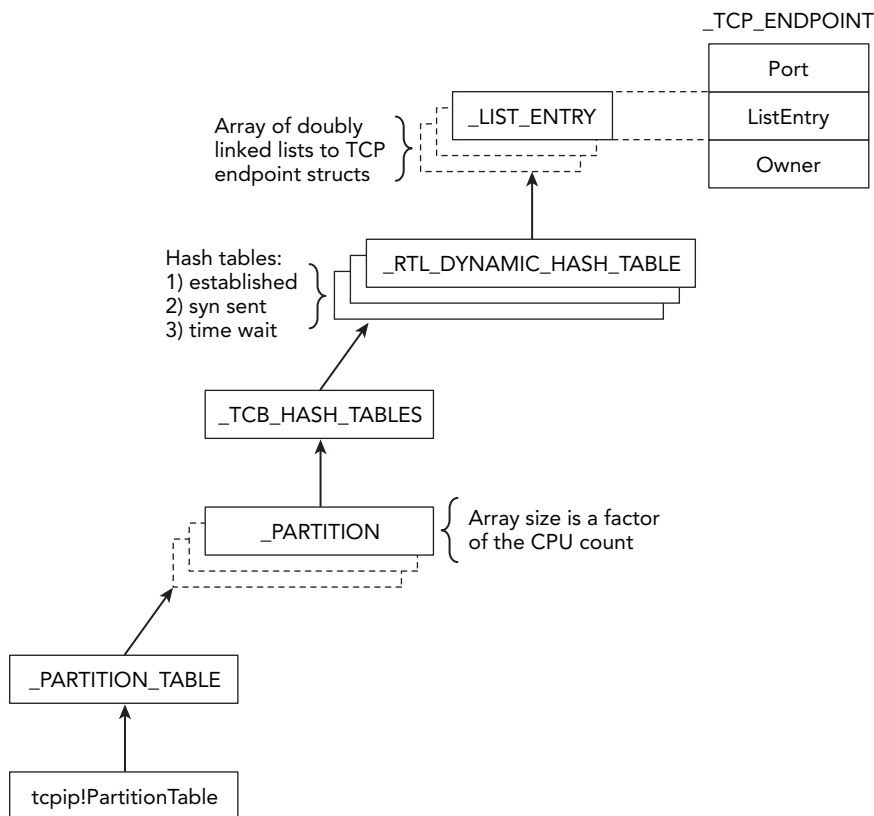 _TCP_ENDPOINT
Port
ListEntry
Owner
_LIST_ENTRY
Array of doubly
linked lists to TCP
endpoint structs
_RTL_DYNAMIC_HASH_TABLE
Hash tables:
1) established
2) syn sent
3) time wait
_TCB_HASH_TABLES
_PARTITION
Array size is a factor
of the CPU count
_PARTITION_TABLE
tcpip!PartitionTable